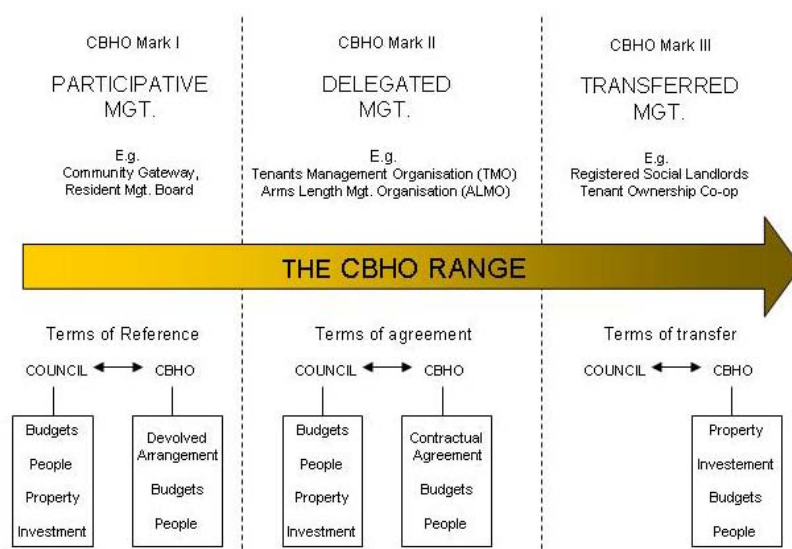 CBHO Mark I
PARTICIPATIVE
MGT.
E.g.
Community Gateway,
Resident Mgt. Board
CBHO Mark II
DELEGATED
MGT.
E.g.
Tenants Management Organisation (TMO)
Arms Length Mgt. Organisation (ALMO)
CBHO Mark III
TRANSFERRED
MGT.
E.g.
Registered Social Landlords
Tenant Ownership Co-op
THE CBHO RANGE
Terms of Reference
COUNCIL CBHO
Budgets
People
Property
Investment
Devolved
Arrangement
Budgets
People
Terms of agreement
COUNCIL CBHO
Budgets
People
Property
Investment
Contractual
Agreement
Budgets
People
Terms of transfer
COUNCIL CBHO
Property
Investement
Budgets
People